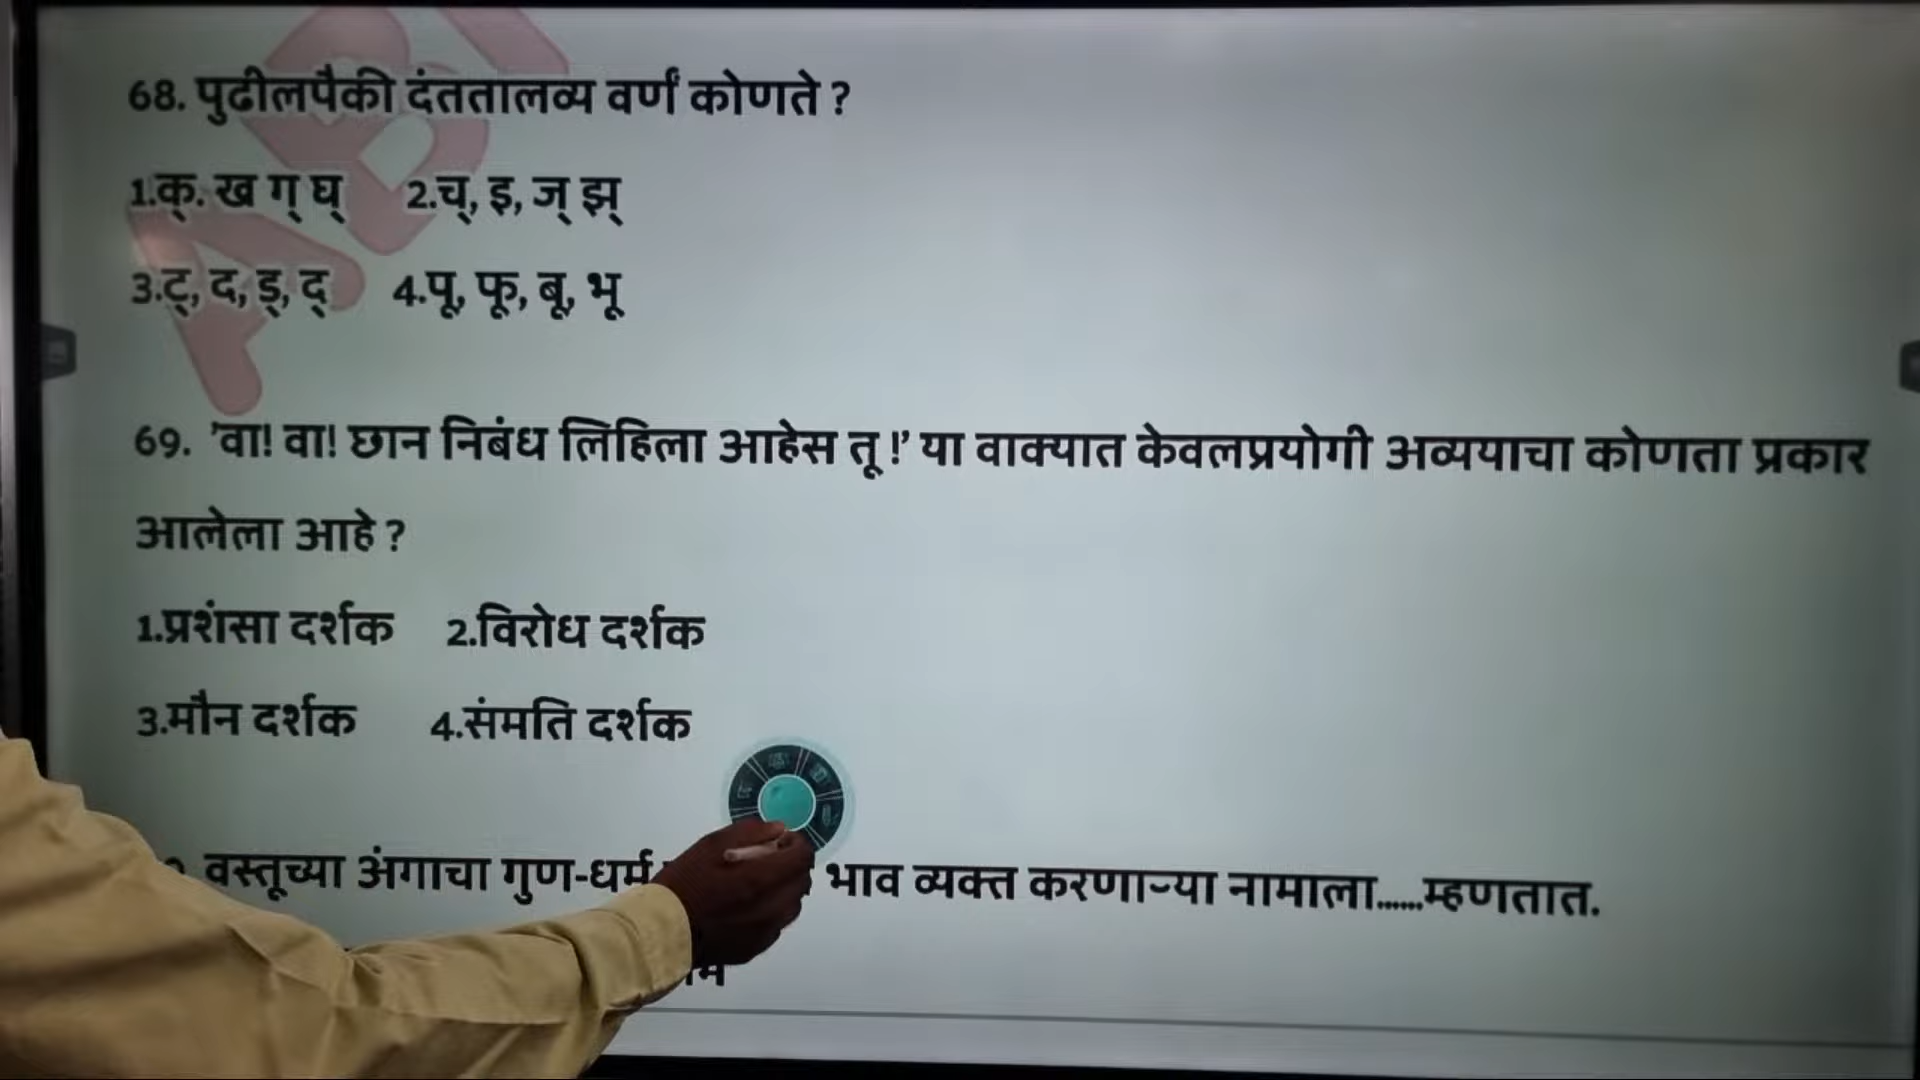 68. पुढीलपैकी दंततालव्य वर्णं कोणते ?
1.क्. ख ग् घ् 2.च्, इ, ज् झ्
3.ट्, द, ड्, द् 4.पू, फू, बू, भू
69. 'वा! वा! छान निबंध लिहिला आहेस तू !' या वाक्यात केवलप्रयोगी अव्ययाचा कोणता प्रकार
आलेला आहे ?
1.प्रशंसा दर्शक 2.विरोध दर्शक
3.मौन दर्शक 4.संमति दर्शक
वस्तूच्या अंगाचा गुण-धर्म भाव व्यक्त करणाऱ्या नामाला......म्हणतात.